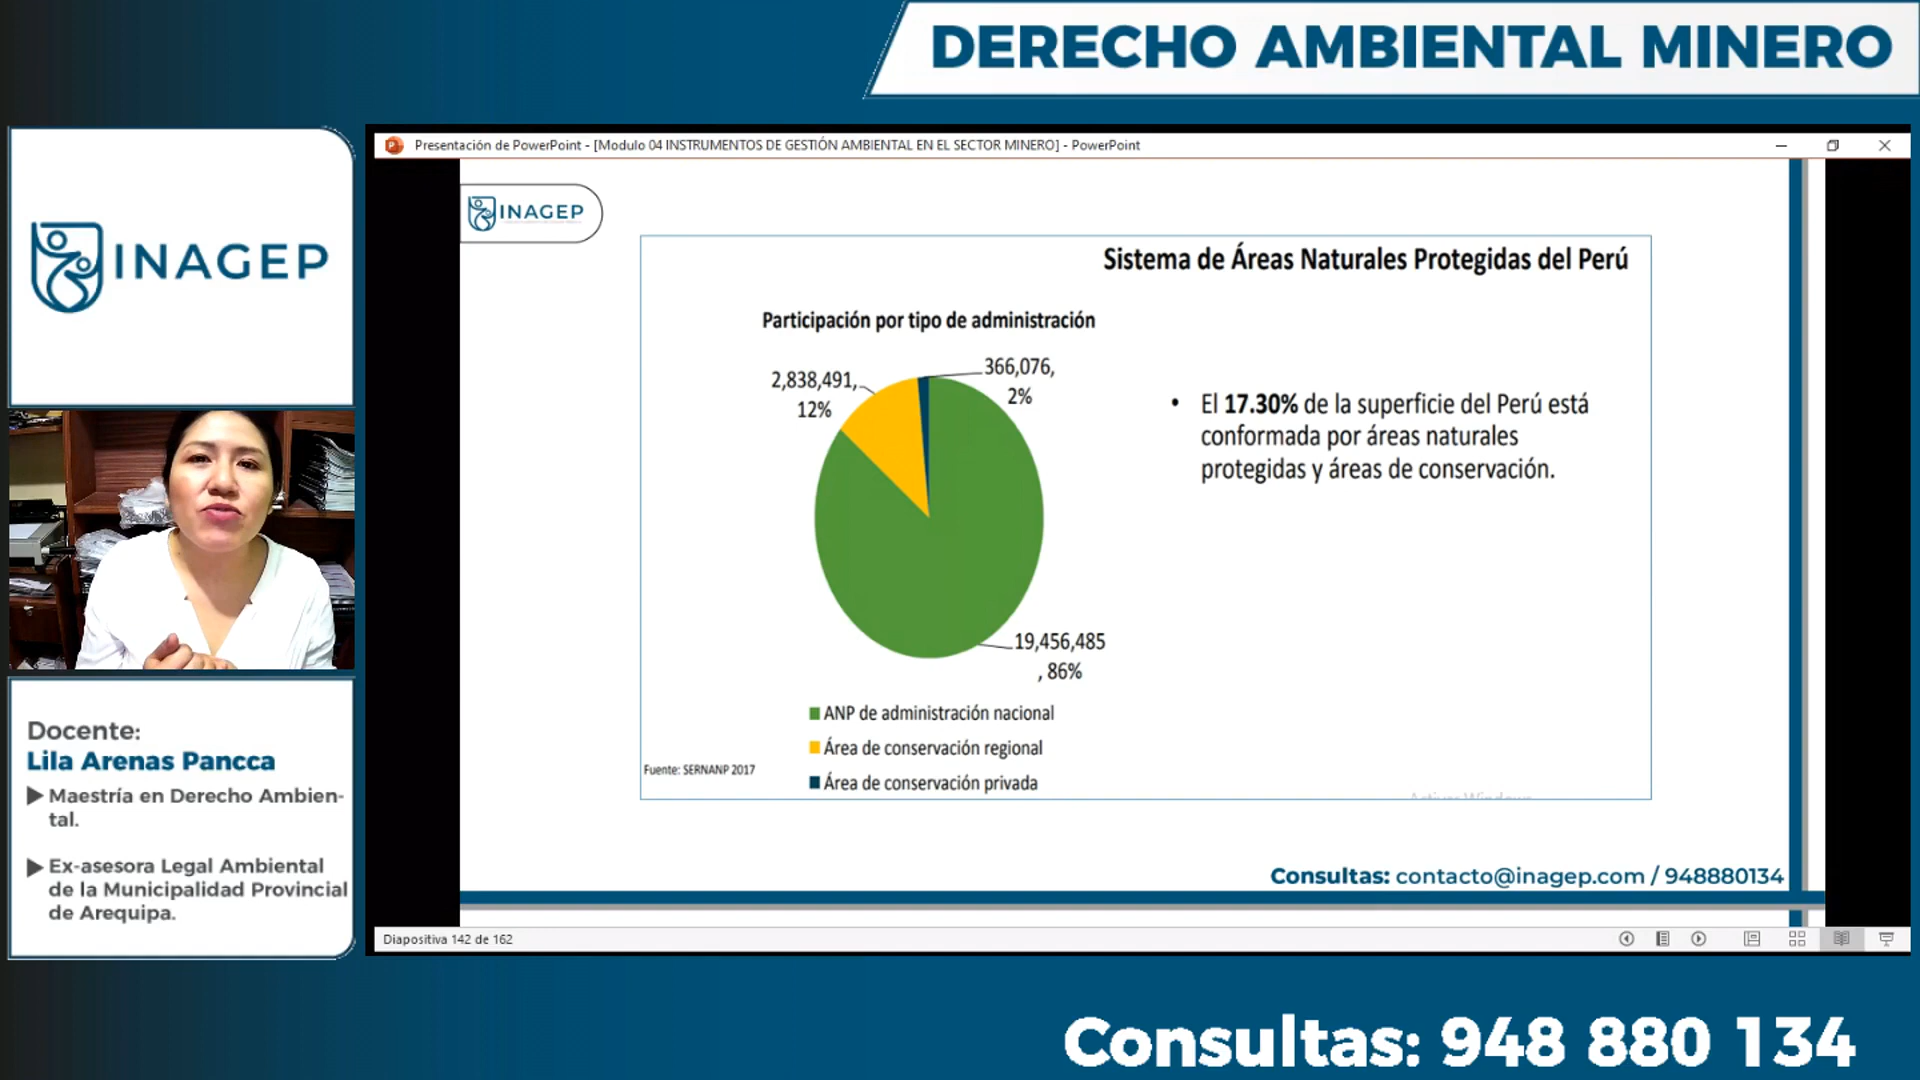 DERECHO AMBIENTAL MINERO
Presentación de PowerPoint - [Modulo 04 INSTRUMENTOS DE GESTIÓN AMBIENTAL EN EL SECTOR MINERO] - PowerPoint
INAGEP
INAGEP
Sistema de Áreas Naturales Protegidas del Perú
Participación por tipo de administración
366,076,
2%
2,838,491,
12%
19,456,485
, 86%
ANP de administración nacional
Área de conservación regional
Área de conservación privada
Fuente: SERNANP 2017
• El 17.30% de la superficie del Perú está
conformada por áreas naturales
protegidas y áreas de conservación.
Docente:
Lila Arenas Pancca
Maestría en Derecho Ambien-
tal.
Ex-asesora Legal Ambiental
de la Municipalidad Provincial
de Arequipa.
Consultas: contacto@inagep.com / 948880134
Diapositiva 142 de 162
Consultas: 948 880 134